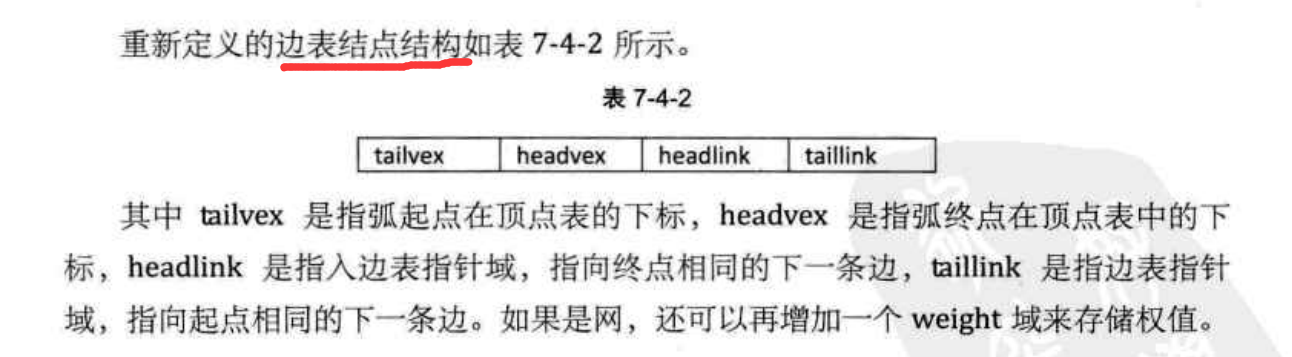 重新定义的边表结点结构如表 7-4-2 所示。
表 7-4-2
tailvex headvex headlink taillink
其中 tailvex 是指弧起点在顶点表的下标，headvex 是指弧终点在顶点表中的下
标，headlink 是指入边表指针域，指向终点相同的下一条边，taillink 是指边表指针
域，指向起点相同的下一条边。如果是网，还可以再增加一个 weight 域来存储权值。